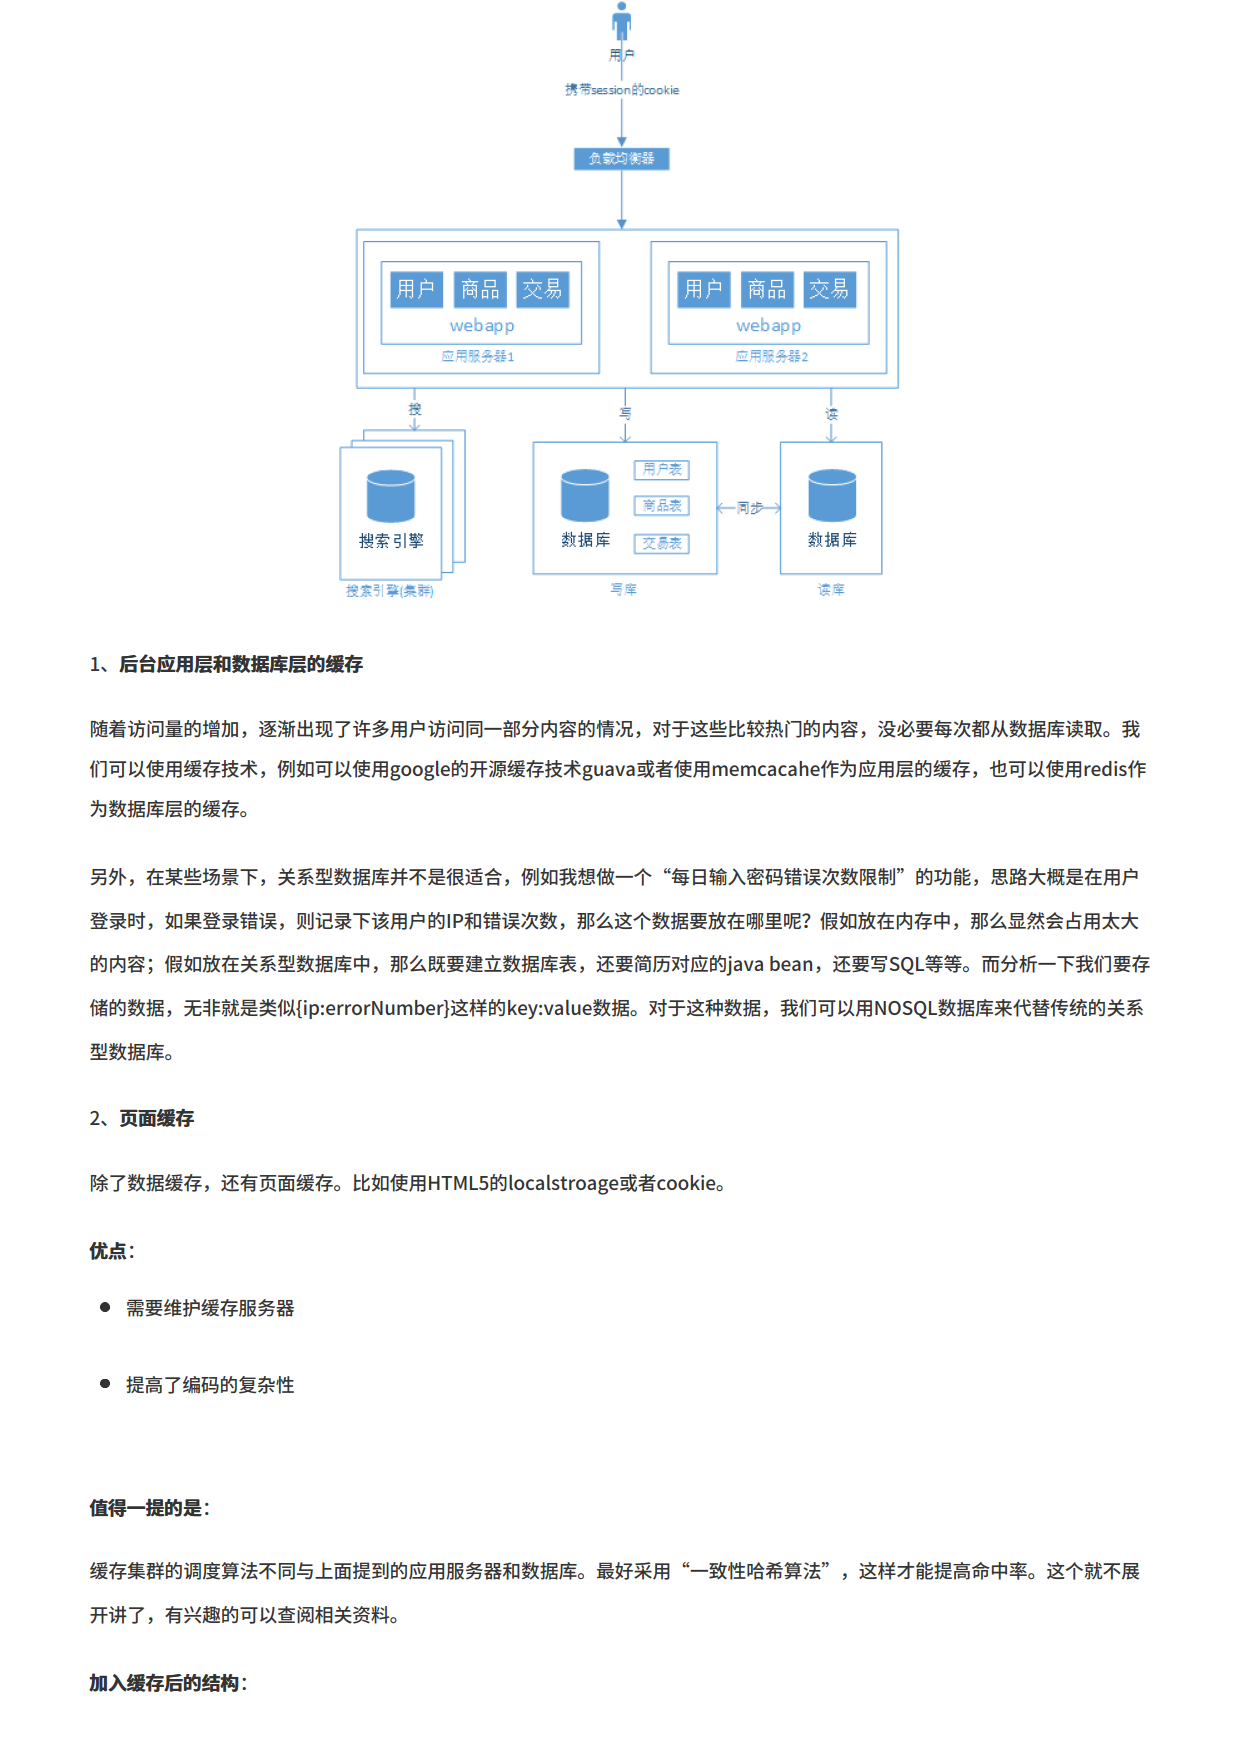 用户
携带session的cookie
负载均衡器
用户 商品 交易 用户 商品 交易
webapp webapp
应用服务器1 应用服务器2
搜 写 读
用户表
商品表 同步
搜索引擎 数据库 交易表 数据库
搜索引擎(集群) 写库 读库
1、后台应用层和数据库层的缓存
随着访问量的增加，逐渐出现了许多用户访问同一部分内容的情况，对于这些比较热门的内容，没必要每次都从数据库读取。我
们可以使用缓存技术，例如可以使用google的开源缓存技术guava或者使用memcacahe作为应用层的缓存，也可以使用redis作
为数据库层的缓存。
另外，在某些场景下，关系型数据库并不是很适合，例如我想做一个“每日输入密码错误次数限制”的功能，思路大概是在用户
登录时，如果登录错误，则记录下该用户的IP和错误次数，那么这个数据要放在哪里呢？假如放在内存中，那么显然会占用太大
的内容；假如放在关系型数据库中，那么既要建立数据库表，还要简历对应的java bean，还要写SQL等等。而分析一下我们要存
储的数据，无非就是类似{ip:errorNumber}这样的key:value数据。对于这种数据，我们可以用NOSQL数据库来代替传统的关系
型数据库。
2、页面缓存
除了数据缓存，还有页面缓存。比如使用HTML5的localstroage或者cookie。
优点：
● 需要维护缓存服务器
● 提高了编码的复杂性
值得一提的是：
缓存集群的调度算法不同与上面提到的应用服务器和数据库。最好采用“一致性哈希算法”，这样才能提高命中率。这个就不展
开讲了，有兴趣的可以查阅相关资料。
加入缓存后的结构：